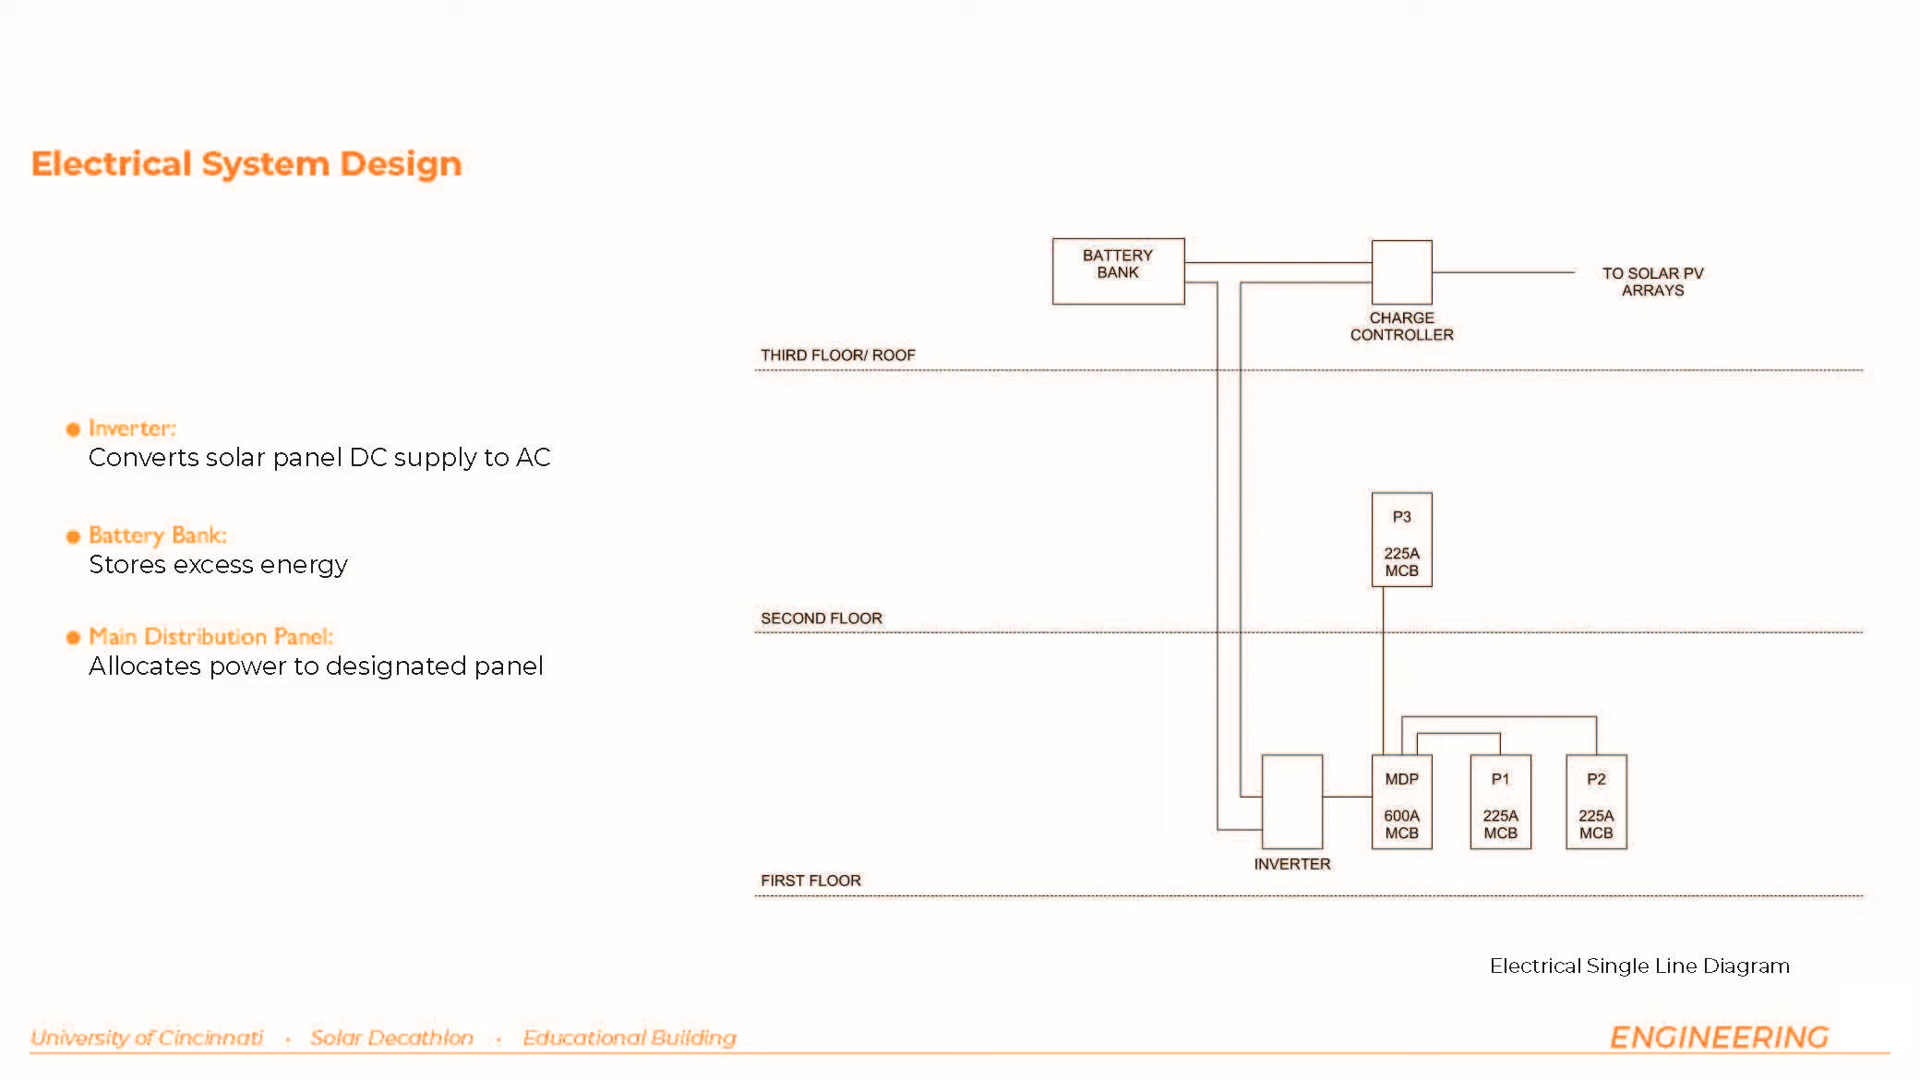 Electrical System Design
Inverter:
Converts solar panel DC supply to AC
Battery Bank:
Stores excess energy
Main Distribution Panel:
Allocates power to designated panel
BATTERY
BANK
TO SOLAR PV
ARRAYS
CHARGE
CONTROLLER
THIRD FLOOR/ ROOF
P3
225A
MCB
SECOND FLOOR
MDP
600A
MCB
P1
225A
MCB
P2
225A
MCB
INVERTER
FIRST FLOOR
Electrical Single Line Diagram
University of Cincinnati • Solar Decathlon • Educational Building
ENGINEERING